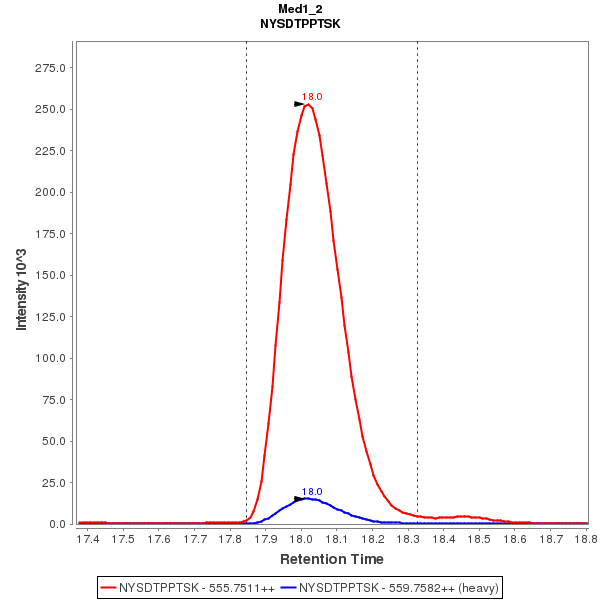 Med1_2
NYSDTPPTSK
275.0
250.0
225.0
200.0
175.0
150.0
125.0
100.0
75.0
50.0
25.0
0.0
Intensity 10^3
18.0
18.0
17.4 17.5 17.6 17.7 17.8 17.9 18.0 18.1 18.2 18.3 18.4 18.5 18.6 18.7 18.8
Retention Time
NYSDTPPTSK - 555.7511++ NYSDTPPTSK - 559.7582++ (heavy)